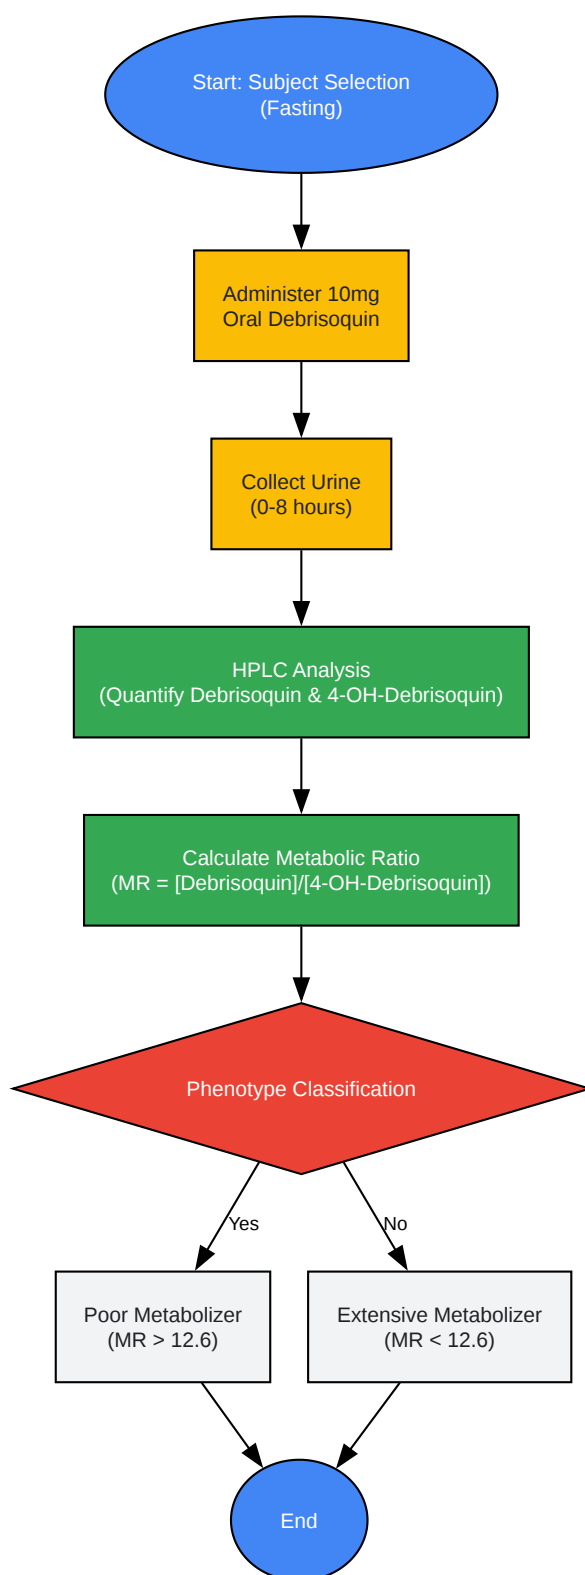 Start: Subject Selection
(Fasting)
Administer 10mg
Oral Debrisoquin
Collect Urine
(0-8 hours)
HPLC Analysis
(Quantify Debrisoquin & 4-OH-Debrisoquin)
Calculate Metabolic Ratio
(MR = [Debrisoquin]/[4-OH-Debrisoquin])
Phenotype Classification
Yes
No
Poor Metabolizer
(MR > 12.6)
Extensive Metabolizer
(MR < 12.6)
End